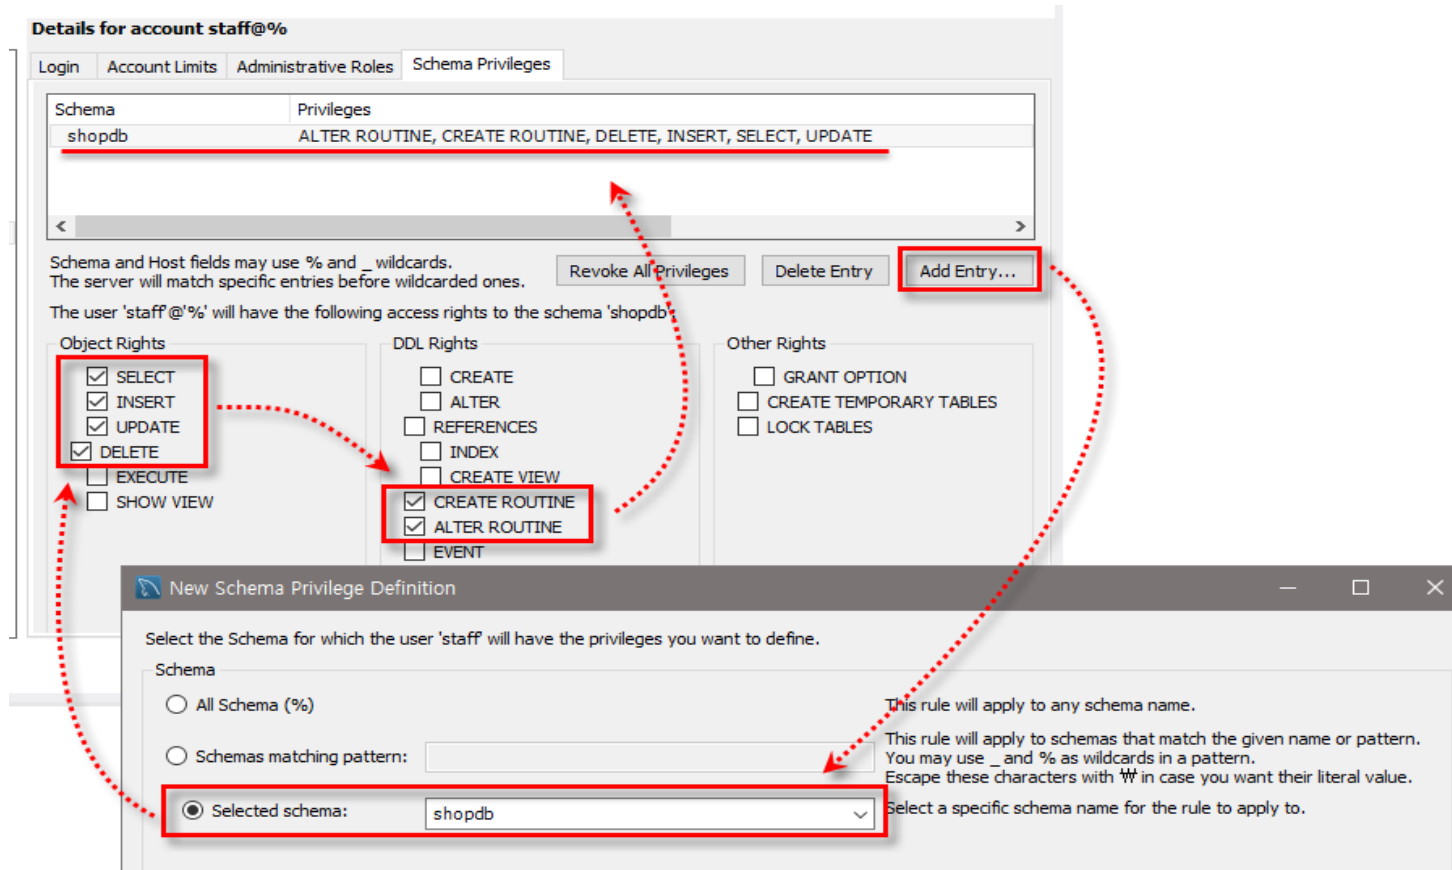 Details for account staff@%
Login Account Limits Administrative Roles Schema Privileges
Schema Privileges
shopdb ALTER ROUTINE, CREATE ROUTINE, DELETE, INSERT, SELECT, UPDATE
Schema and Host fields may use % and _ wildcards.
The server will match specific entries before wildcarded ones.
Revoke All Privileges Delete Entry Add Entry...
The user 'staff'@'%' will have the following access rights to the schema 'shopdb':
Object Rights
SELECT
INSERT
UPDATE
DELETE
EXECUTE
SHOW VIEW
DDL Rights
CREATE
ALTER
REFERENCES
INDEX
CREATE VIEW
CREATE ROUTINE
ALTER ROUTINE
EVENT
Other Rights
GRANT OPTION
CREATE TEMPORARY TABLES
LOCK TABLES
New Schema Privilege Definition
Select the Schema for which the user 'staff' will have the privileges you want to define.
Schema
All Schema (%)
This rule will apply to any schema name.
Schemas matching pattern:
This rule will apply to schemas that match the given name or pattern.
You may use _ and % as wildcards in a pattern.
Escape these characters with ₩ in case you want their literal value.
Selected schema: shopdb
Select a specific schema name for the rule to apply to.